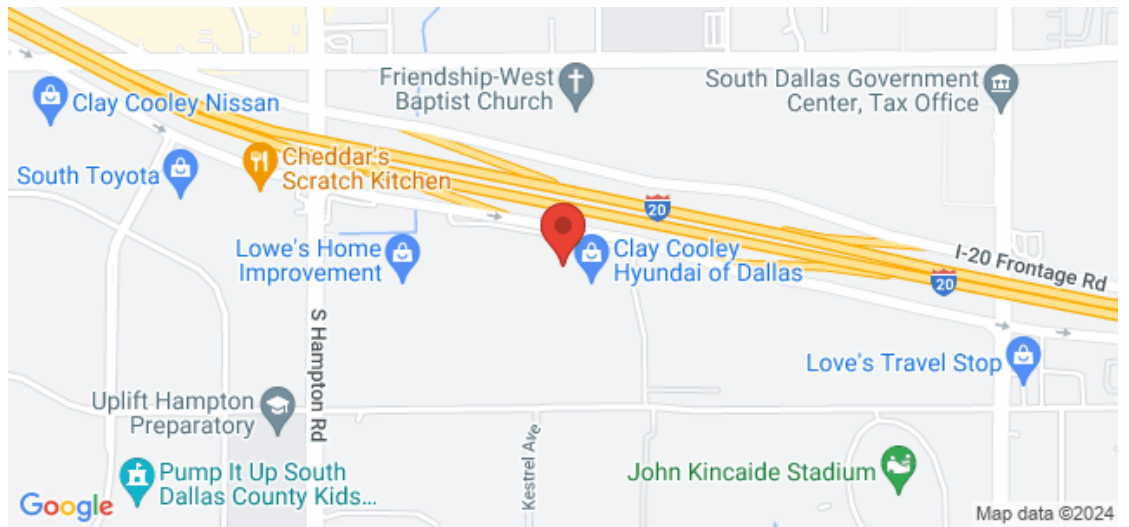 Friendship-West
Baptist Church
South Dallas Government
Center, Tax Office
Clay Cooley Nissan
Cheddar's
Scratch Kitchen
South Toyota
20
Lowe's Home
Improvement
Clay Cooley
Hyundai of Dallas
I-20 Frontage Rd
20
S Hampton Rd
Love's Travel Stop
Uplift Hampton
Preparatory
Kestrel Ave
John Kincaide Stadium
Pump It Up South
Dallas County Kids...
Google
Map data ©2024